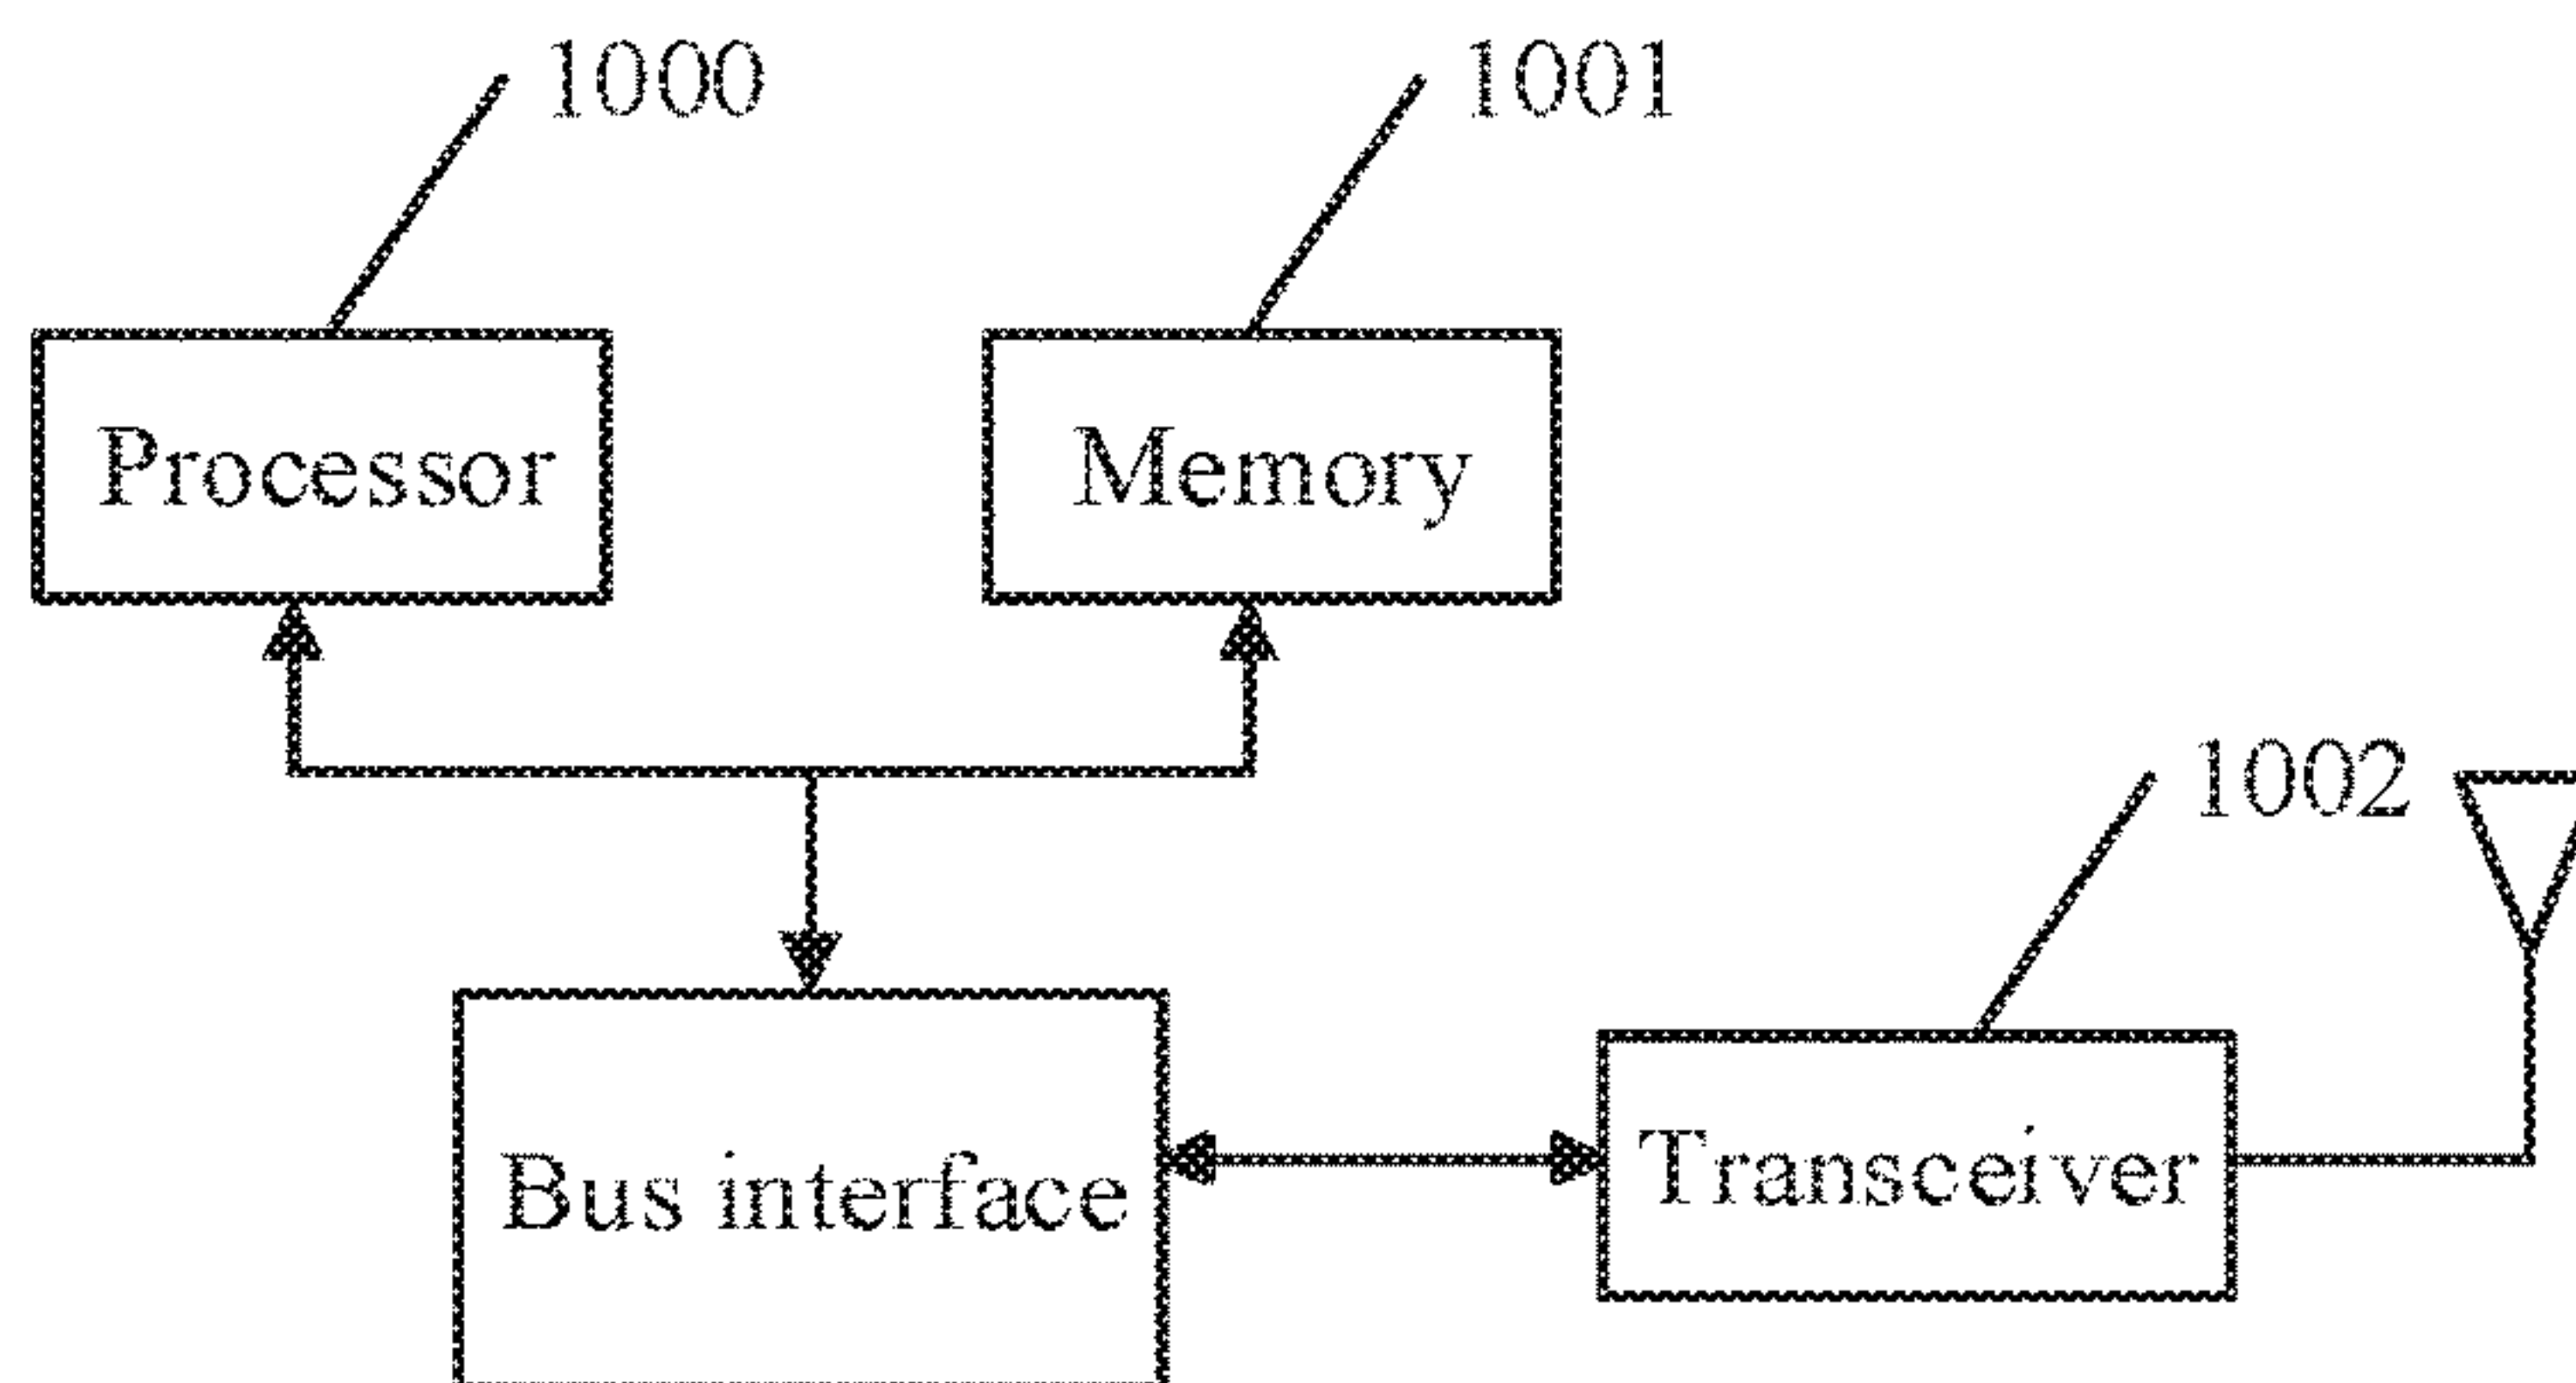 1000
1001
Processor
Memory
1002
Bus interface
Transceiver